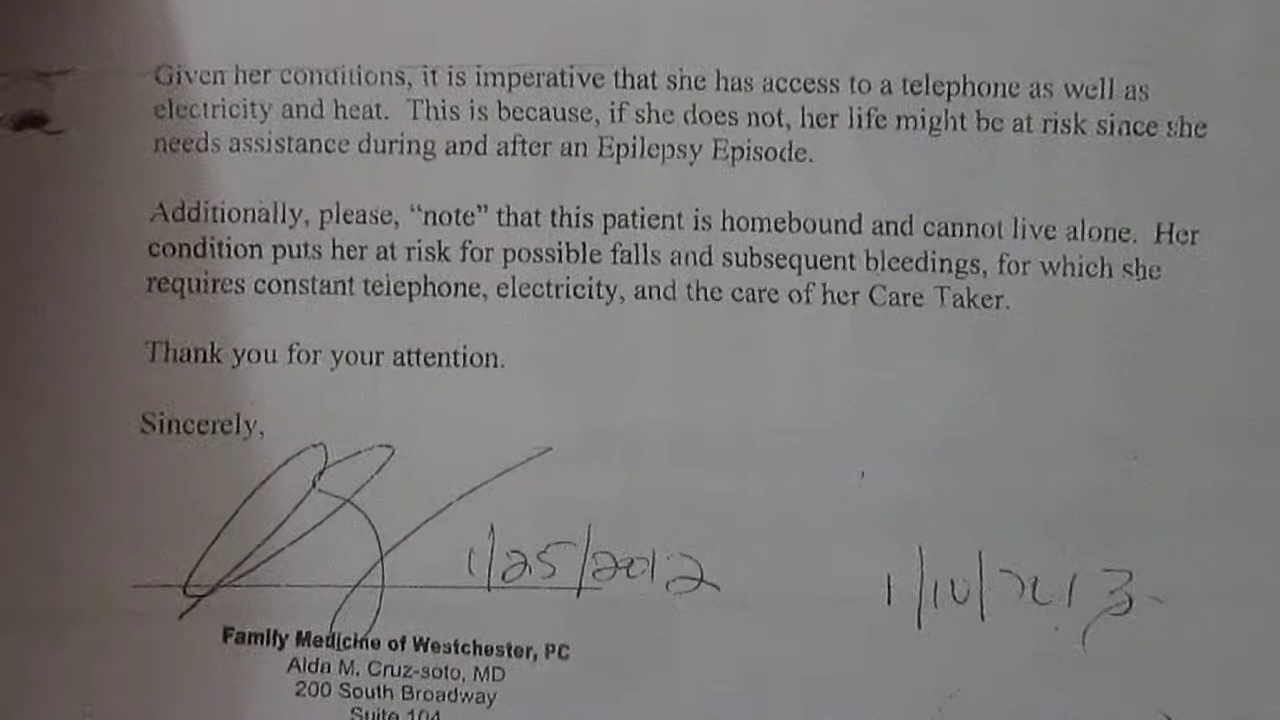 Given her conditions, it is imperative that she has access to a telephone as well as
electricity and heat. This is because, if she does not, her life might be at risk since she
needs assistance during and after an Epilepsy Episode.
Additionally, please, “note” that this patient is homebound and cannot live alone. Her
condition puts her at risk for possible falls and subsequent bleedings, for which she
requires constant telephone, electricity, and the care of her Care Taker.
Thank you for your attention.
Sincerely,
1/25/2012
1/10/2013
Family Medicine of Westchester, PC
Alda M. Cruz-soto, MD
200 South Broadway
Suite 104